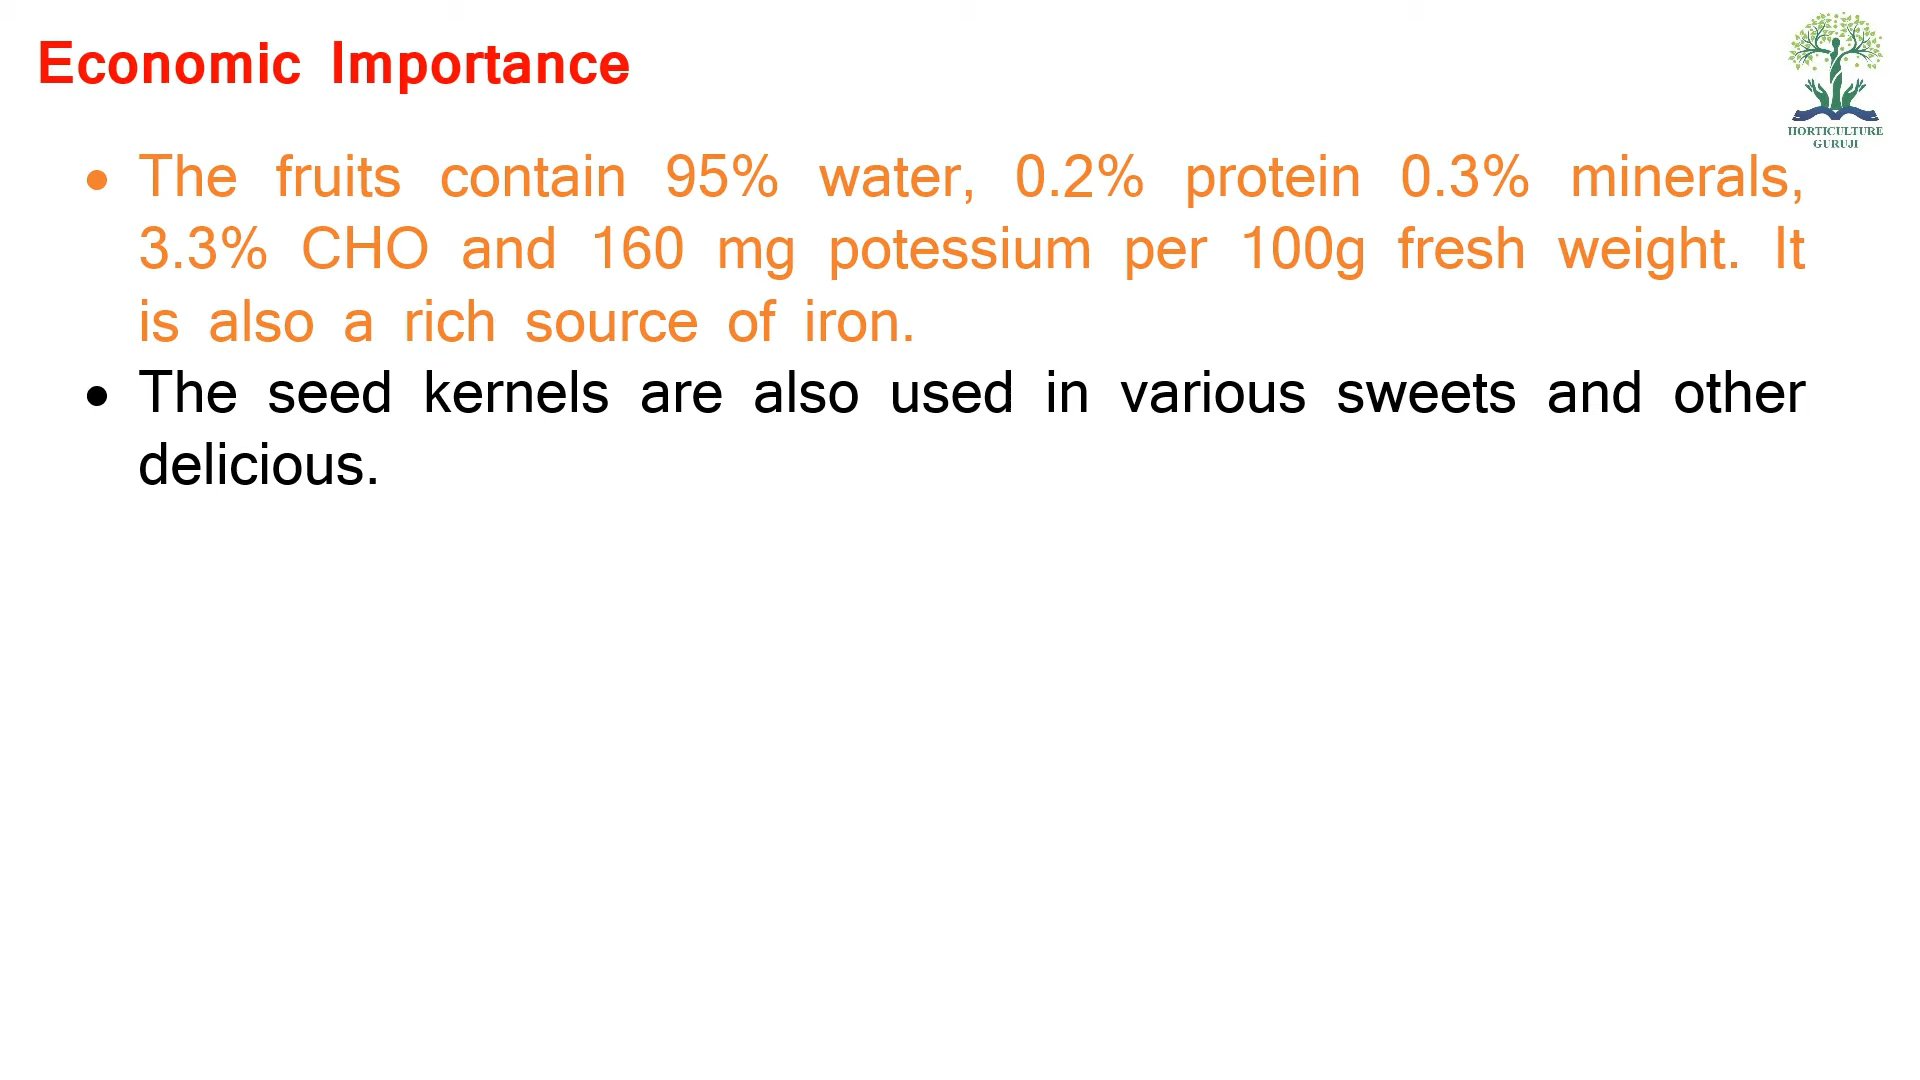 Economic Importance
HORTICULTURE
GURUJI
• The fruits contain 95% water, 0.2% protein 0.3% minerals,
3.3% CHO and 160 mg potessium per 100g fresh weight. It
is also a rich source of iron.
• The seed kernels are also used in various sweets and other
delicious.